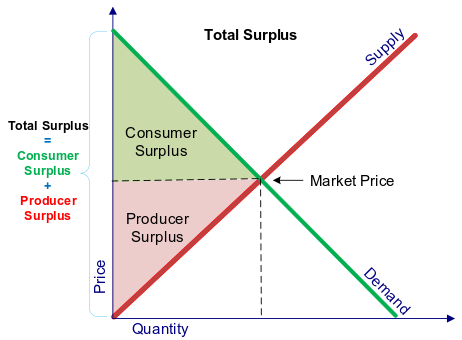 Total Surplus
Supply
Total Surplus
=
Consumer
Surplus
+
Producer
Surplus
Consumer
Surplus
Market Price
Producer
Surplus
Price
Demand
Quantity